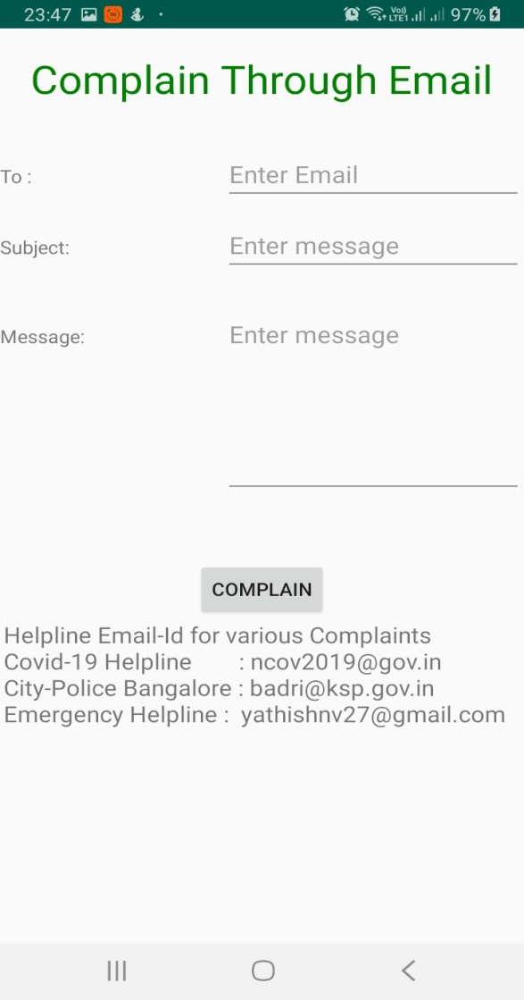 23:47 Vo) LTE1 97%
Complain Through Email
To : Enter Email
Subject: Enter message
Message: Enter message
COMPLAIN
Helpline Email-Id for various Complaints
Covid-19 Helpline : ncov2019@gov.in
City-Police Bangalore : badri@ksp.gov.in
Emergency Helpline : yathishnv27@gmail.com